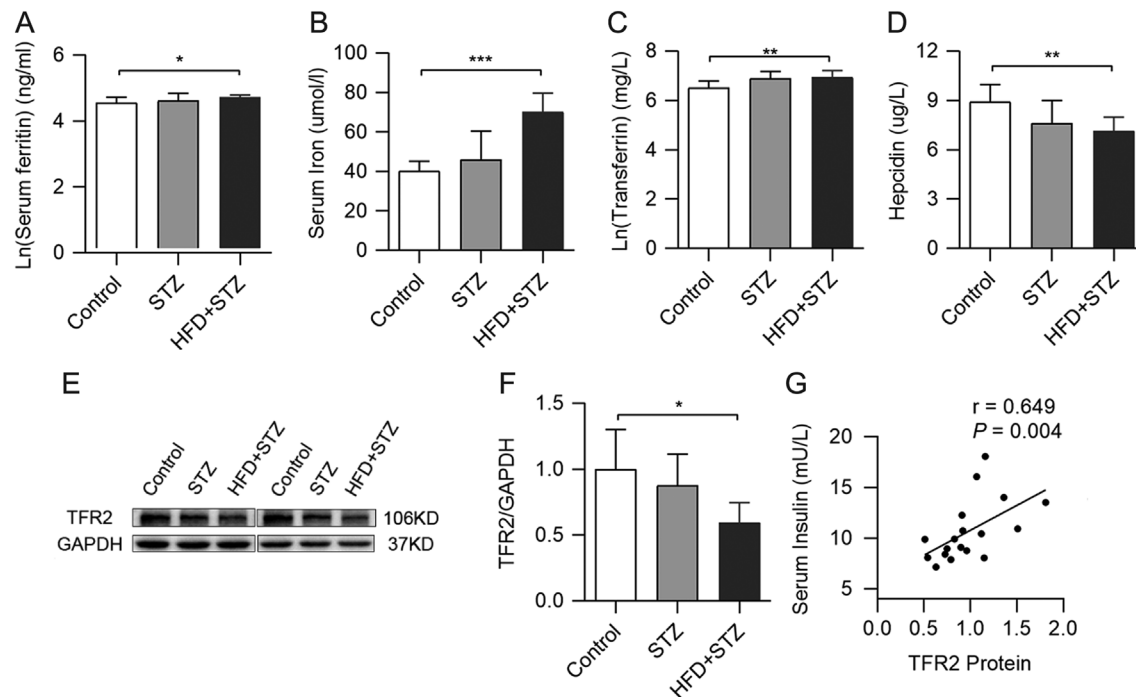 A
Ln(Serum ferritin) (ng/ml)
6
4
2
0
*
Control
STZ
HFD+STZ
B
Serum Iron (umol/l)
100
80
60
40
20
0
***
Control
STZ
HFD+STZ
C
Ln(Transferrin) (mg/L)
8
6
4
2
0
**
Control
STZ
HFD+STZ
D
Hepcidin (ug/L)
12
9
6
3
0
**
Control
STZ
HFD+STZ
E
Control
STZ
HFD+STZ
Control
STZ
HFD+STZ
TFR2
106KD
GAPDH
37KD
F
TFR2/GAPDH
1.5
1.0
0.5
0.0
*
Control
STZ
HFD+STZ
G
r = 0.649
P = 0.004
Serum Insulin (mU/L)
20
15
10
5
0.0
0.5
1.0
1.5
2.0
TFR2 Protein